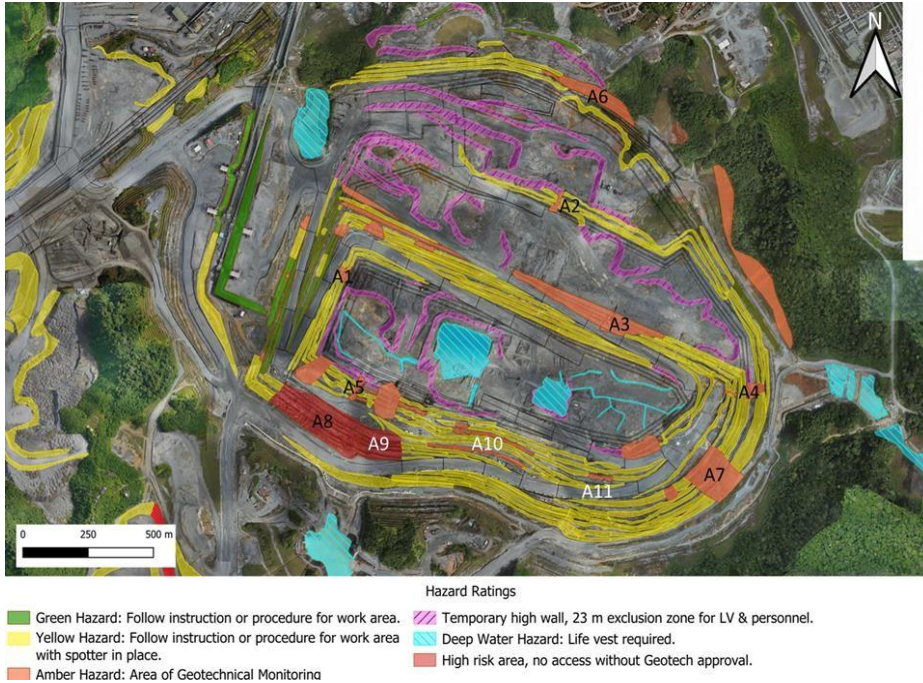 N
A6
A2
A1
A3
A4
A5
A8
A9
A10
A7
A11
0 250 500 m
Hazard Ratings
Green Hazard: Follow instruction or procedure for work area.
Yellow Hazard: Follow instruction or procedure for work area
with spotter in place.
Amber Hazard: Area of Geotechnical Monitoring
Temporary high wall, 23 m exclusion zone for LV & personnel.
Deep Water Hazard: Life vest required.
High risk area, no access without Geotech approval.